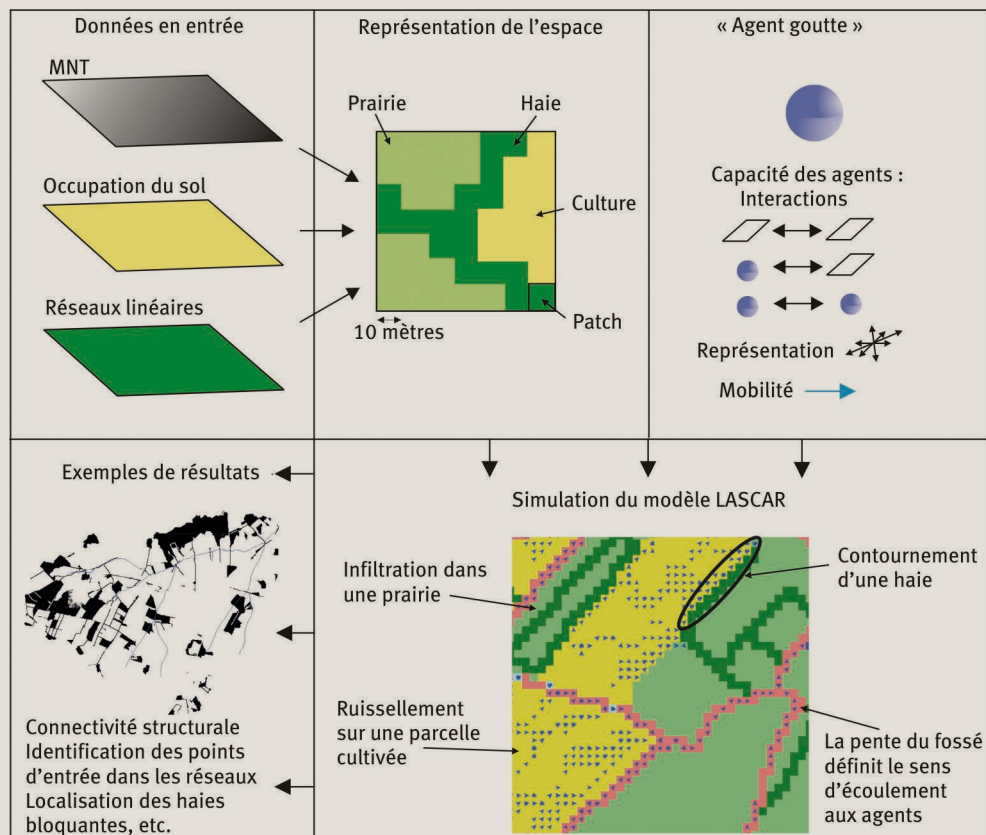 Données en entrée
MNT
Occupation du sol
Réseaux linéaires
Représentation de l’espace
Prairie
Haie
Culture
Patch
10 mètres
« Agent goutte »
Capacité des agents :
Interactions
Représentation
Mobilité
Exemples de résultats
Connectivité structurale
Identification des points
d’entrée dans les réseaux
Localisation des haies
bloquantes, etc.
Simulation du modèle LASCAR
Infiltration dans
une prairie
Ruissellement
sur une parcelle
cultivée
Contournement
d’une haie
La pente du fossé
définit le sens
d’écoulement
aux agents